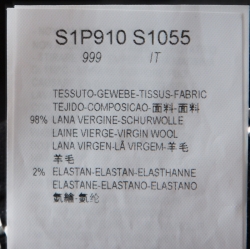 S1P910 S1055
999 IT
TESSUTO-GEWEBE-TISSUS-FABRIC
TEJIDO-COMPOSICAO-面料-面料
98% LANA VERGINE-SCHURWOLLE
LAINE VIERGE-VIRGIN WOOL
LANA VIRGEN-LÃ VIRGEM-羊毛
羊毛
2% ELASTAN-ELASTAN-ELASTHANNE
ELASTANE-ELASTANO-ELASTANO
氨綸-氨纶